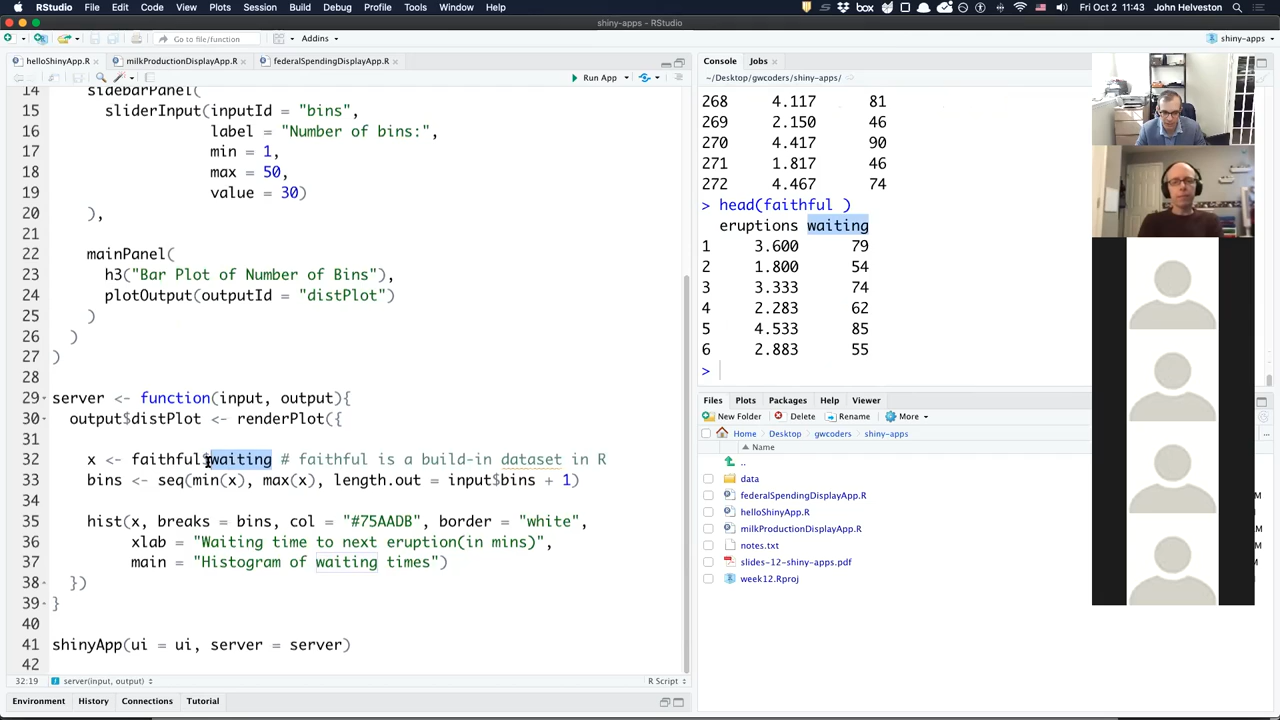 RStudio File Edit Code View Plots Session Build Debug Profile Tools Window Help Fri Oct 2 11:43 John Helveston
shiny-apps - RStudio
Go to file/function Addins shiny-apps
helloShinyApp.R milkProductionDisplayApp.R federalSpendingDisplayApp.R
Run App
14 sidebarPanel(
15 sliderInput(inputId = "bins",
16 label = "Number of bins:",
17 min = 1,
18 max = 50,
19 value = 30)
20 ),
21
22 mainPanel(
23 h3("Bar Plot of Number of Bins"),
24 plotOutput(outputId = "distPlot")
25 )
26 )
27 )
28
29 server <- function(input, output){
30 output$distPlot <- renderPlot({
31
32 x <- faithful$waiting # faithful is a build-in dataset in R
33 bins <- seq(min(x), max(x), length.out = input$bins + 1)
34
35 hist(x, breaks = bins, col = "#75AADB", border = "white",
36 xlab = "Waiting time to next eruption(in mins)",
37 main = "Histogram of waiting times")
38 })
39 }
40
41 shinyApp(ui = ui, server = server)
42
32:19 server(input, output) R Script
Environment History Connections Tutorial
Console Jobs
~/Desktop/gwcoders/shiny-apps/
268 4.117 81
269 2.150 46
270 4.417 90
271 1.817 46
272 4.467 74
> head(faithful )
eruptions waiting
1 3.600 79
2 1.800 54
3 3.333 74
4 2.283 62
5 4.533 85
6 2.883 55
>
Files Plots Packages Help Viewer
New Folder Delete Rename More
Home Desktop gwcoders shiny-apps
Name
..
data
federalSpendingDisplayApp.R
helloShinyApp.R
milkProductionDisplayApp.R
notes.txt
slides-12-shiny-apps.pdf
week12.Rproj